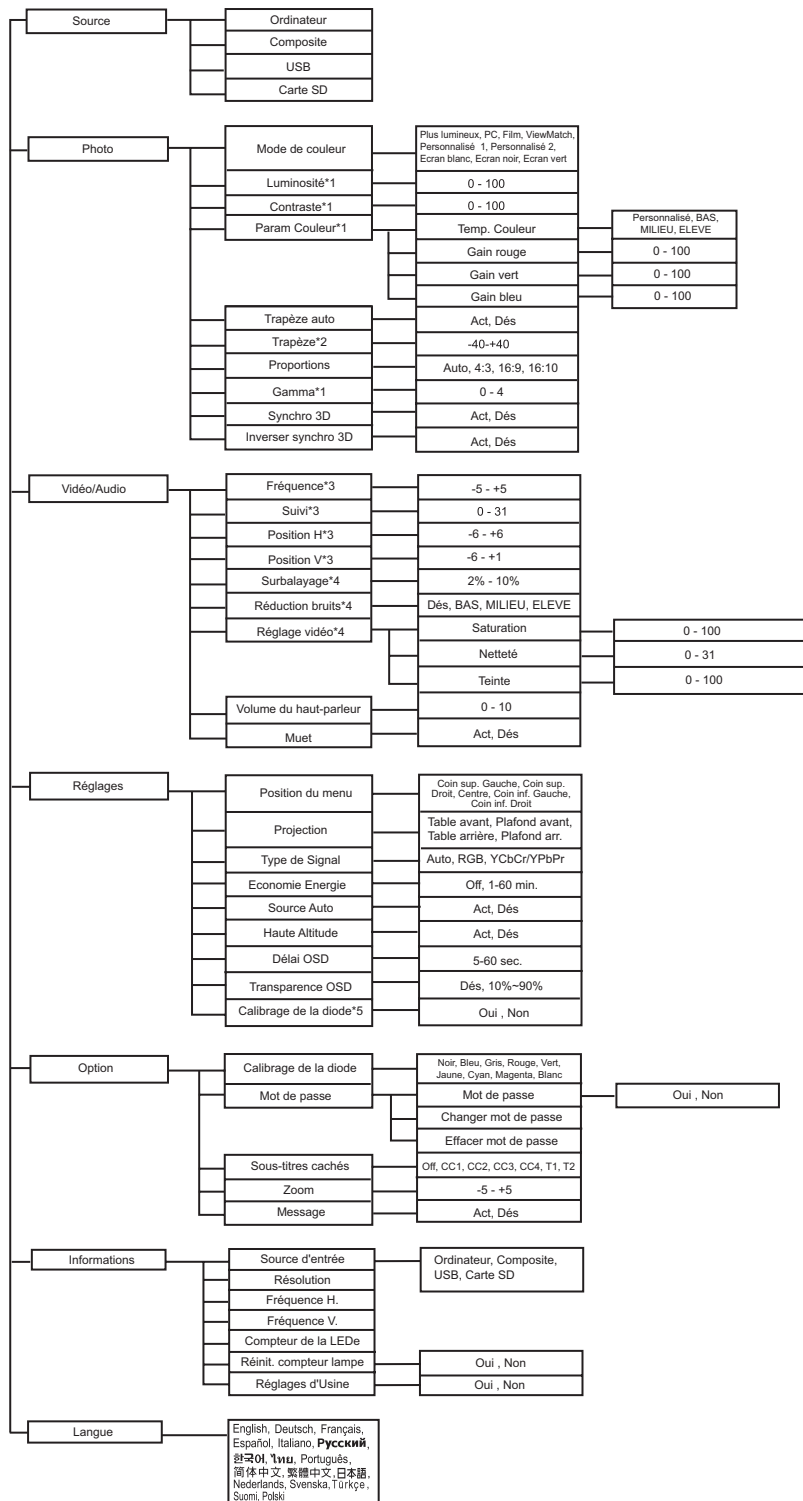 Source
Ordinateur
Composite
USB
Carte SD
Photo
Mode de couleur
Plus lumineux, PC, Film, ViewMatch,
Personnalisé 1, Personnalisé 2,
Ecran blanc, Ecran noir, Ecran vert
Luminosité*1
0 - 100
Contraste*1
0 - 100
Param Couleur*1
Temp. Couleur
Personnalisé, BAS,
MILIEU, ELEVE
Gain rouge
0 - 100
Gain vert
0 - 100
Gain bleu
0 - 100
Trapèze auto
Act, Dés
Trapèze*2
-40-+40
Proportions
Auto, 4:3, 16:9, 16:10
Gamma*1
0 - 4
Synchro 3D
Act, Dés
Inverser synchro 3D
Act, Dés
Vidéo/Audio
Fréquence*3
-5 - +5
Suivi*3
0 - 31
Position H*3
-6 - +6
Position V*3
-6 - +1
Surbalayage*4
2% - 10%
Réduction bruits*4
Dés, BAS, MILIEU, ELEVE
Réglage vidéo*4
Saturation
0 - 100
Netteté
0 - 31
Teinte
0 - 100
Volume du haut-parleur
0 - 10
Muet
Act, Dés
Réglages
Position du menu
Coin sup. Gauche, Coin sup.
Droit, Centre, Coin inf. Gauche,
Coin inf. Droit
Projection
Table avant, Plafond avant,
Table arrière, Plafond arr.
Type de Signal
Auto, RGB, YCbCr/YPbPr
Economie Energie
Off, 1-60 min.
Source Auto
Act, Dés
Haute Altitude
Act, Dés
Délai OSD
5-60 sec.
Transparence OSD
Dés, 10%~90%
Calibrage de la diode*5
Oui , Non
Option
Calibrage de la diode
Noir, Bleu, Gris, Rouge, Vert,
Jaune, Cyan, Magenta, Blanc
Mot de passe
Mot de passe
Oui , Non
Changer mot de passe
Effacer mot de passe
Sous-titres cachés
Off, CC1, CC2, CC3, CC4, T1, T2
Zoom
-5 - +5
Message
Act, Dés
Informations
Source d'entrée
Ordinateur, Composite,
USB, Carte SD
Résolution
Fréquence H.
Fréquence V.
Compteur de la LEDe
Réinit. compteur lampe
Oui , Non
Réglages d'Usine
Oui , Non
Langue
English, Deutsch, Français,
Español, Italiano, Русский,
한국어, ไทย, Português,
简体中文, 繁體中文, 日本語,
Nederlands, Svenska, Türkçe,
Suomi, Polski